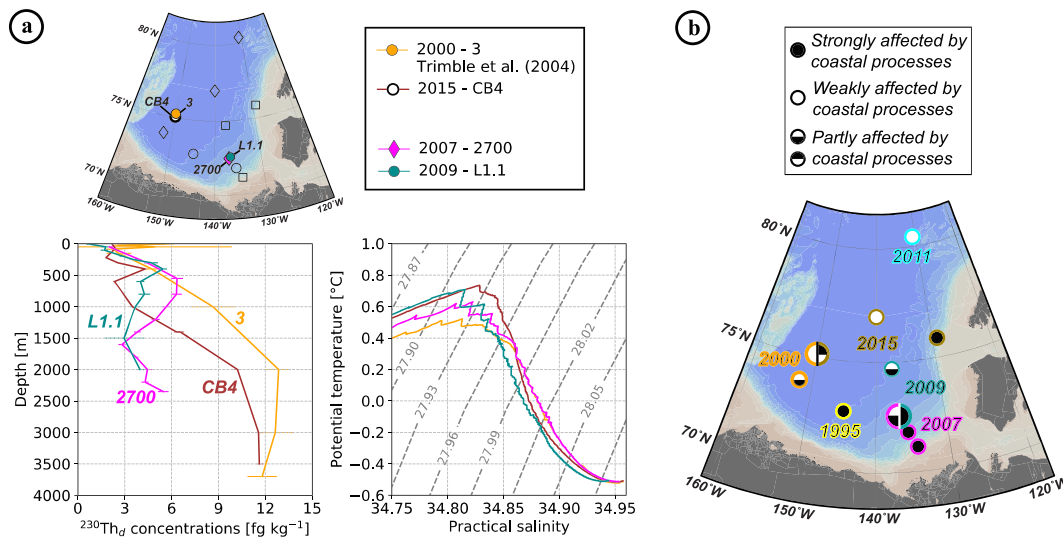 a
80˚N
75˚N
70˚N
160˚W
150˚W
140˚W
130˚W
120˚W
CB4
3
L1.1
2700
2000 - 3
Trimble et al. (2004)
2015 - CB4
2007 - 2700
2009 - L1.1
0
500
1000
1500
2000
2500
3000
3500
4000
Depth [m]
0
3
6
9
12
15
²³⁰Th_d concentrations [fg kg⁻¹]
L1.1
3
CB4
2700
1.0
0.8
0.6
0.4
0.2
0.0
−0.2
−0.4
−0.6
Potential temperature [°C]
34.75
34.80
34.85
34.90
34.95
Practical salinity
27.87
27.90
27.93
27.96
27.99
28.02
28.05
b
Strongly affected by
coastal processes
Weakly affected by
coastal processes
Partly affected by
coastal processes
80˚N
75˚N
70˚N
160˚W
150˚W
140˚W
130˚W
120˚W
2011
2015
2000
2009
1995
2007